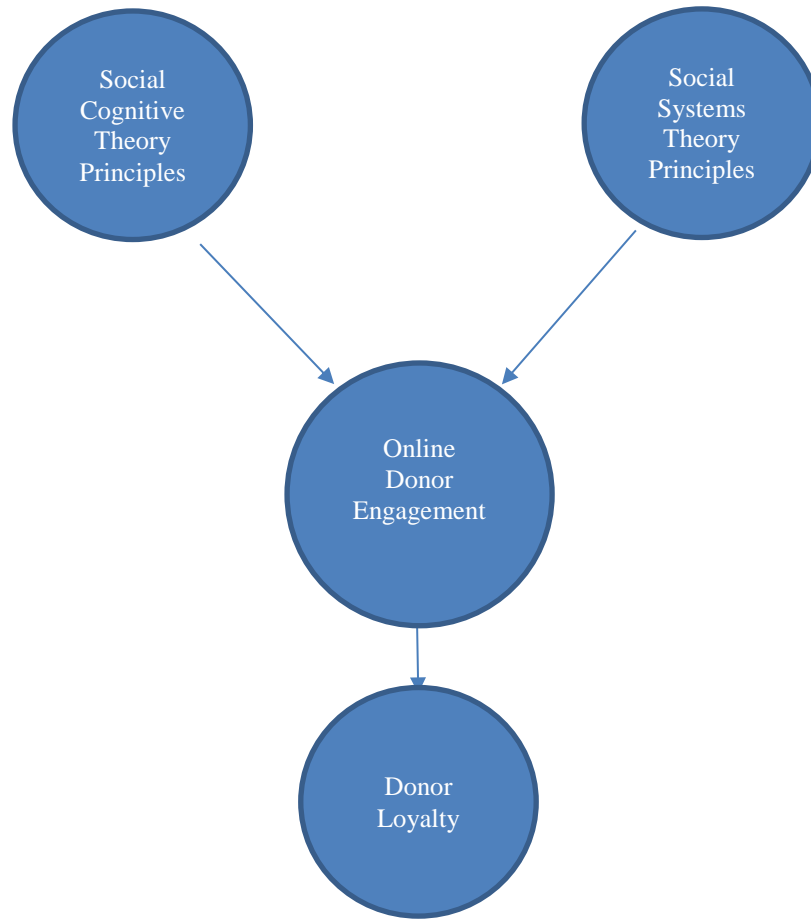 Social
Cognitive
Theory
Principles
Social
Systems
Theory
Principles
Online
Donor
Engagement
Donor
Loyalty